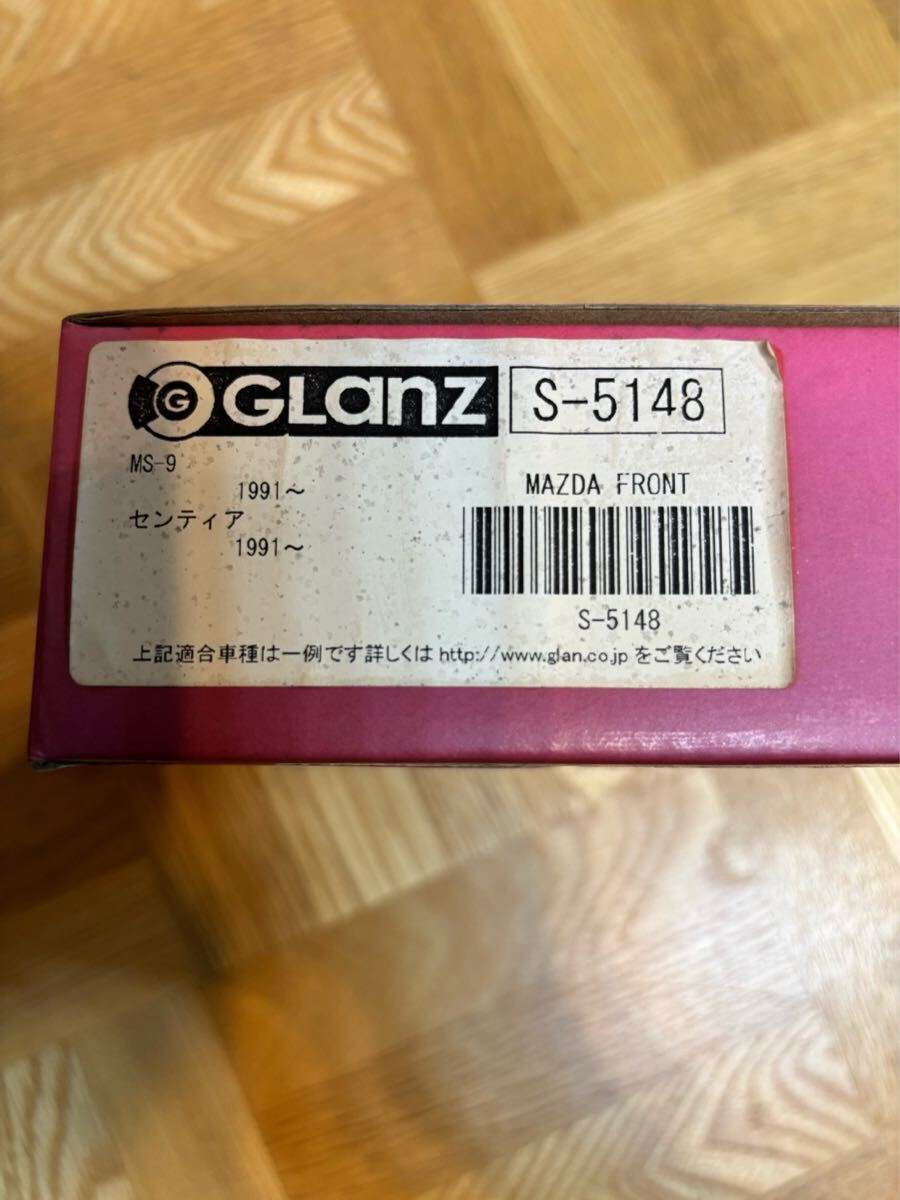 G GLanz S-5148
MS-9
1991～
センティア
1991～
MAZDA FRONT
S-5148
上記適合車種は一例です詳しくは http://www.glan.co.jp をご覧ください